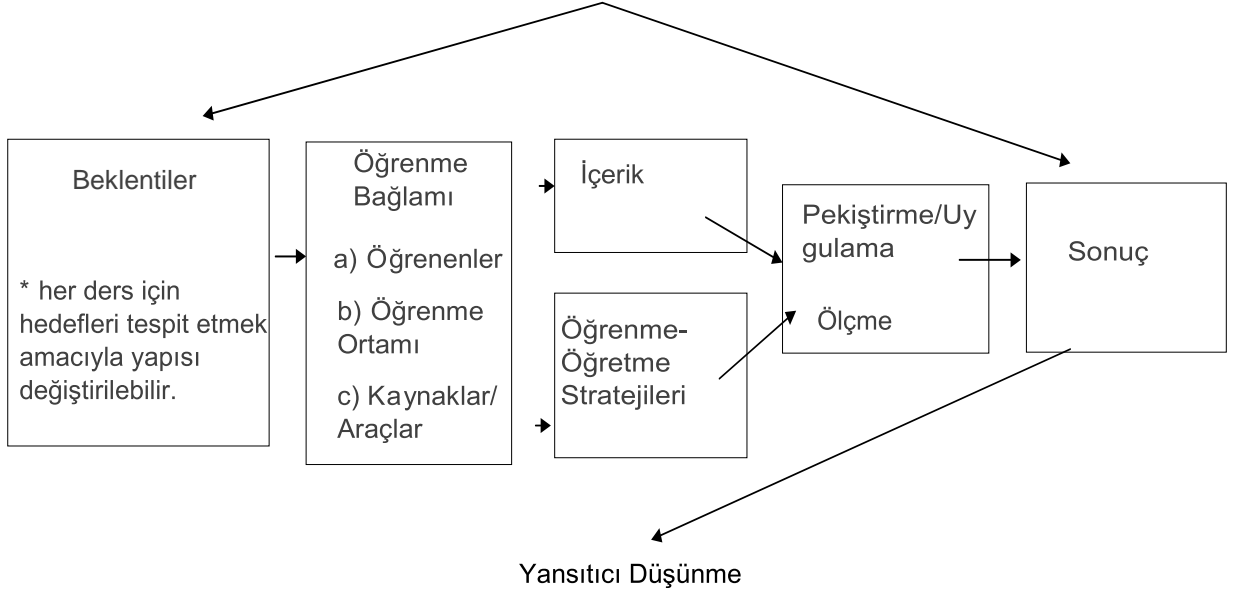 Beklentiler
* her ders için
hedefleri tespit etmek
amacıyla yapısı
değiştirilebilir.
Öğrenme
Bağlamı
a) Öğrenenler
b) Öğrenme
Ortamı
c) Kaynaklar/
Araçlar
İçerik
Öğrenme-
Öğretme
Stratejileri
Pekiştirme/Uy
gulama
Ölçme
Sonuç
Yansıtıcı Düşünme